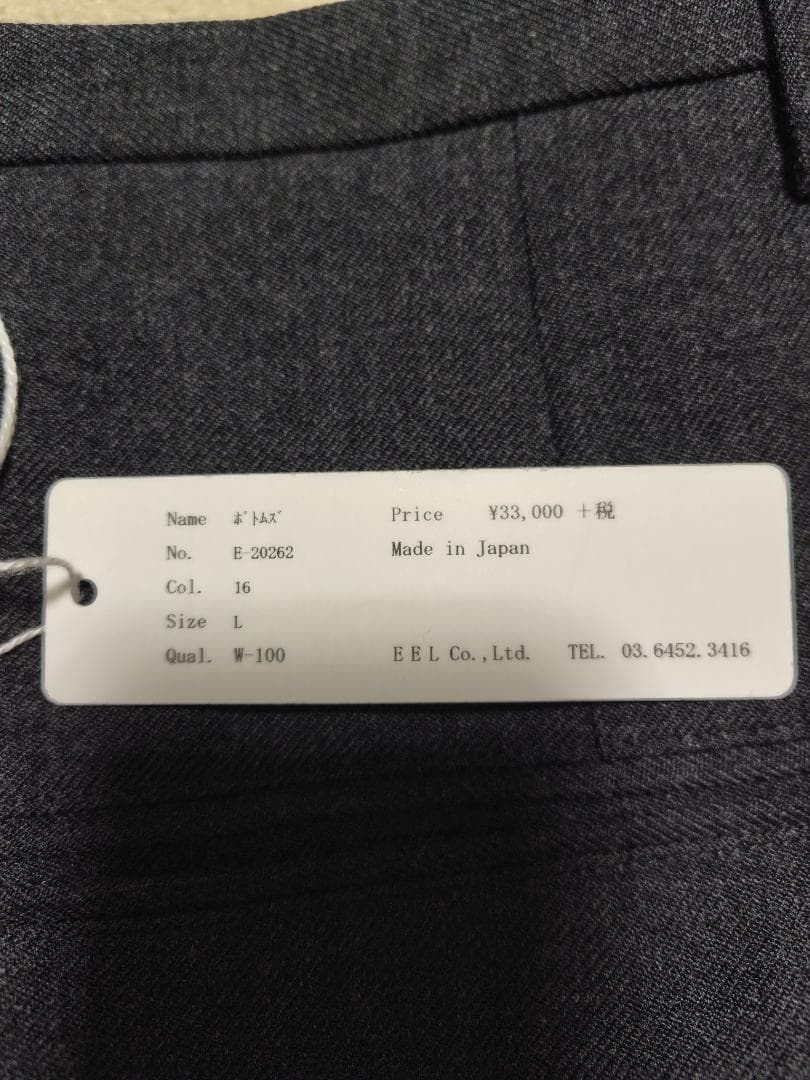 Name ﾎﾞﾄﾑｽﾞ Price ¥33,000 +税
No. E-20262 Made in Japan
Col. 16
Size L
Qual. W-100 EEL Co.,Ltd. TEL. 03.6452.3416